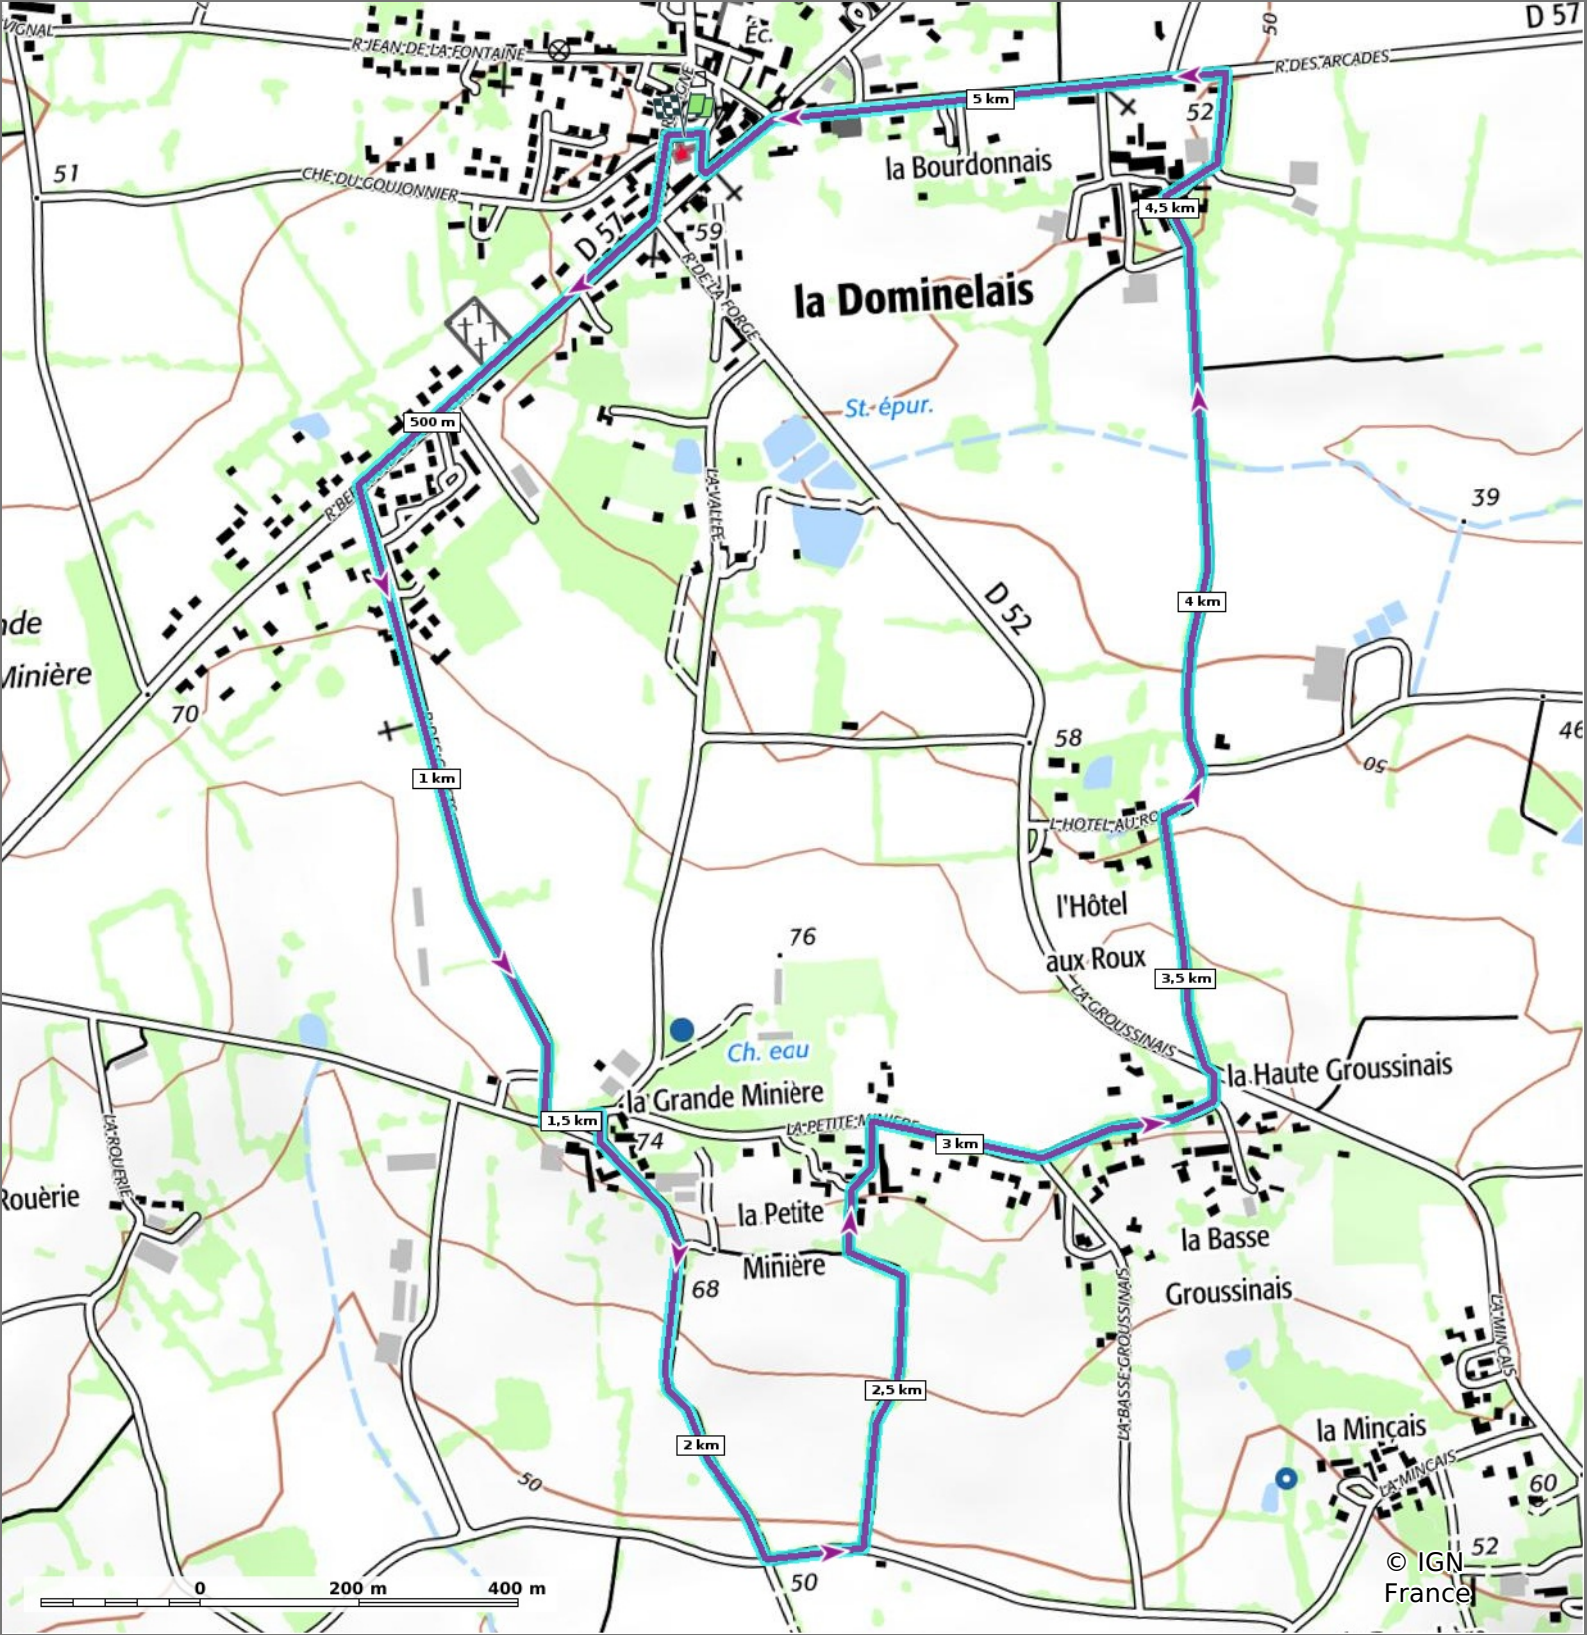 D 57
VIGNAL
R JEAN DE LA FONTAINE
Éc.
50
R DES ARCADES
5 km
52
51
CHE DU GOUJONNIER
la Bourdonnais
4,5 km
D 57
59
R DE LA FORGE
la Dominelais
500 m
St. épur.
LA VALLEE
39
4 km
D 52
nde
Minière
70
58
46
50
1 km
L'HOTEL AU RO
l'Hôtel
aux Roux
76
3,5 km
LA GROUSSINAIS
Ch. eau
la Grande Minière
la Haute Groussinais
1,5 km
LA PETITE MINIERE
74
3 km
LA ROUERIE
Rouèrie
la Petite
Minière
la Basse
Groussinais
68
LA BASSE GROUSSINAIS
LA MINCAIS
2,5 km
la Minçais
2 km
LA MINCAIS
50
60
52
50
0 200 m 400 m
© IGN
France